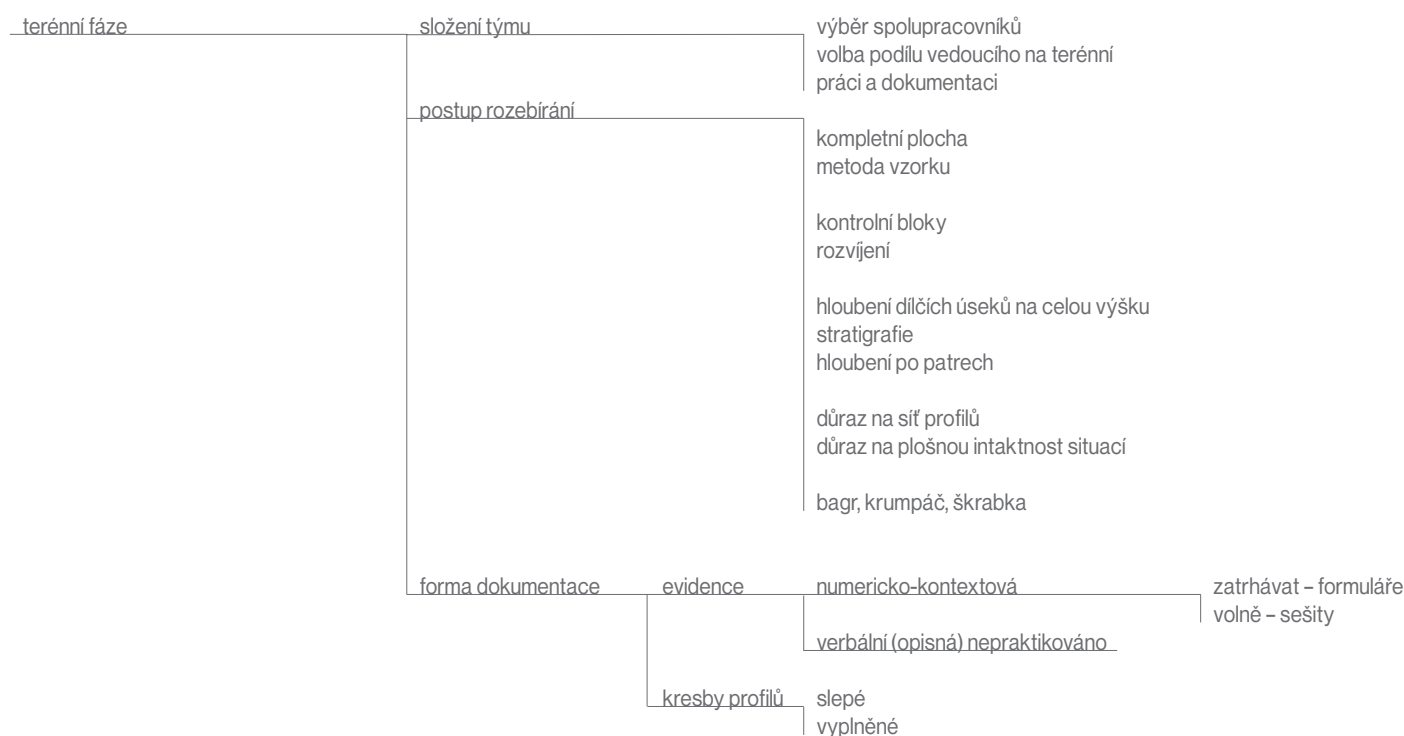 terénní fáze
složení týmu
výběr spolupracovníků
volba podílu vedoucího na terénní
práci a dokumentaci
postup rozebírání
kompletní plocha
metoda vzorku
kontrolní bloky
rozvíjení
hloubení dílčích úseků na celou výšku
stratigrafie
hloubení po patrech
důraz na síť profilů
důraz na plošnou intaktnost situací
bagr, krumpáč, škrabka
forma dokumentace
evidence
numericko-kontextová
zatrhávat – formuláře
volně – sešity
verbální (opisná) nepraktikováno
kresby profilů
slepé
vyplněné